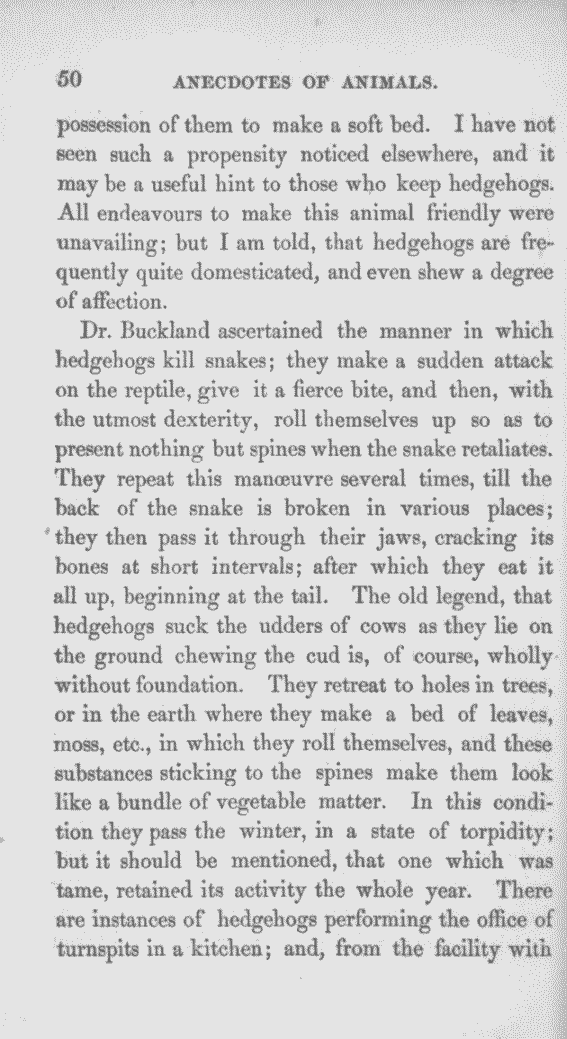 50 ANECDOTES OF ANIMALS.
possession of them to make a soft bed. I have not
seen such a propensity noticed elsewhere, and it
may be a useful hint to those who keep hedgehogs.
All endeavours to make this animal friendly were
unavailing; but I am told, that hedgehogs are fre-
quently quite domesticated, and even shew a degree
of affection.
Dr. Buckland ascertained the manner in which
hedgehogs kill snakes; they make a sudden attack
on the reptile, give it a fierce bite, and then, with
the utmost dexterity, roll themselves up so as to
present nothing but spines when the snake retaliates.
They repeat this manœuvre several times, till the
back of the snake is broken in various places;
they then pass it through their jaws, cracking its
bones at short intervals; after which they eat it
all up, beginning at the tail. The old legend, that
hedgehogs suck the udders of cows as they lie on
the ground chewing the cud is, of course, wholly
without foundation. They retreat to holes in trees,
or in the earth where they make a bed of leaves,
moss, etc., in which they roll themselves, and these
substances sticking to the spines make them look
like a bundle of vegetable matter. In this condi-
tion they pass the winter, in a state of torpidity;
but it should be mentioned, that one which was
tame, retained its activity the whole year. There
are instances of hedgehogs performing the office of
turnspits in a kitchen; and, from the facility with